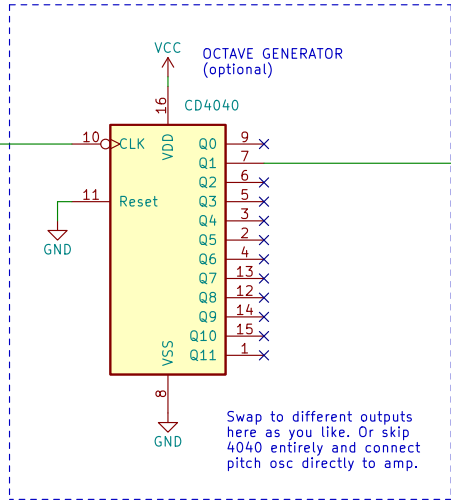 VCC
OCTAVE GENERATOR
(optional)
16
CD4040
10 CLK
VDD
Q0 9
Q1 7
Q2 6
11 Reset
Q3 5
Q4 3
Q5 2
GND
Q6 4
Q7 13
Q8 12
Q9 14
Q10 15
Q11 1
VSS
8
GND
Swap to different outputs
here as you like. Or skip
4040 entirely and connect
pitch osc directly to amp.